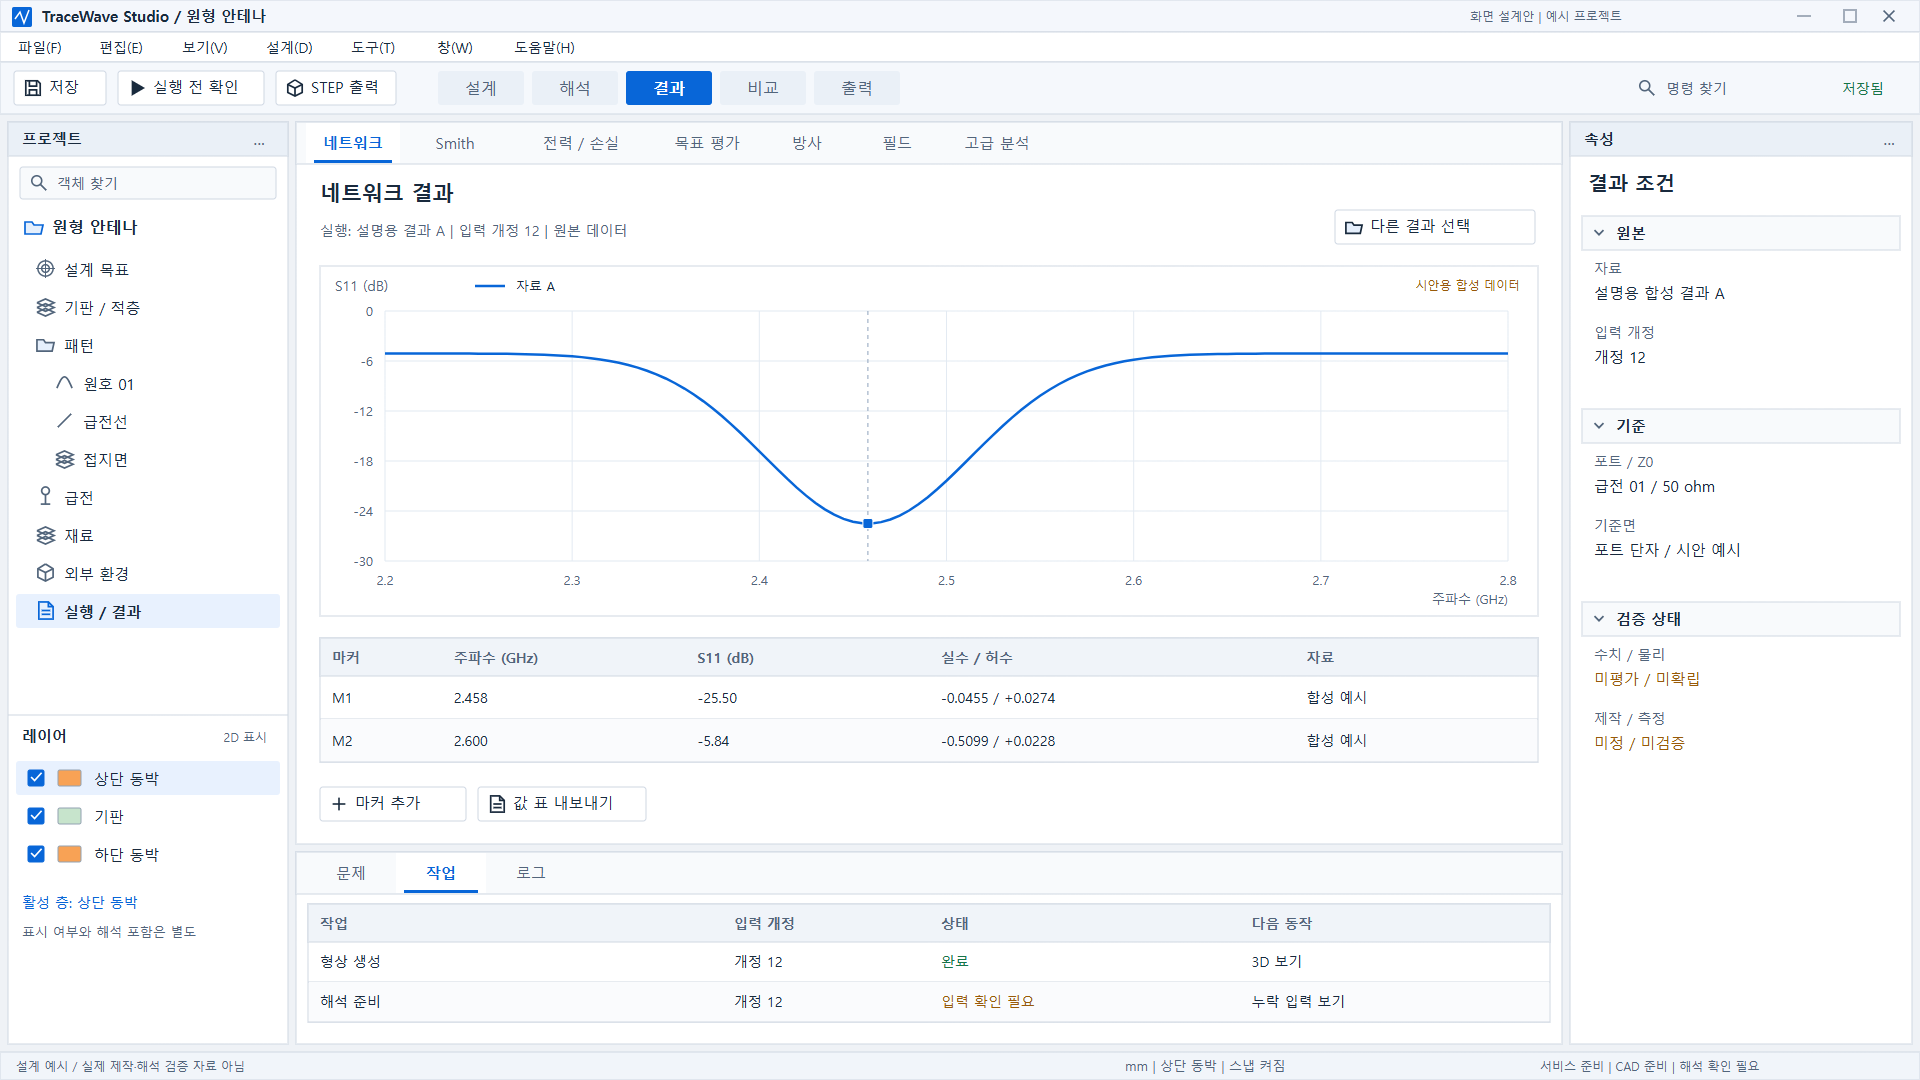 TraceWave Studio / 원형 안테나
화면 설계안 | 예시 프로젝트
파일(F) 편집(E) 보기(V) 설계(D) 도구(T) 창(W) 도움말(H)
저장 실행 전 확인 STEP 출력 설계 해석 결과 비교 출력 명령 찾기 저장됨
프로젝트 ...
객체 찾기
원형 안테나
설계 목표
기판 / 적층
패턴
원호 01
급전선
접지면
급전
재료
외부 환경
실행 / 결과
레이어 2D 표시
상단 동박
기판
하단 동박
활성 층: 상단 동박
표시 여부와 해석 포함은 별도
네트워크 Smith 전력 / 손실 목표 평가 방사 필드 고급 분석
네트워크 결과
실행: 설명용 결과 A | 입력 개정 12 | 원본 데이터
다른 결과 선택
S11 (dB) 자료 A 시안용 합성 데이터
0
-6
-12
-18
-24
-30
2.2 2.3 2.4 2.5 2.6 2.7 2.8
주파수 (GHz)
마커 주파수 (GHz) S11 (dB) 실수 / 허수 자료
M1 2.458 -25.50 -0.0455 / +0.0274 합성 예시
M2 2.600 -5.84 -0.5099 / +0.0228 합성 예시
마커 추가 값 표 내보내기
문제 작업 로그
작업 입력 개정 상태 다음 동작
형상 생성 개정 12 완료 3D 보기
해석 준비 개정 12 입력 확인 필요 누락 입력 보기
속성 ...
결과 조건
원본
자료
설명용 합성 결과 A
입력 개정
개정 12
기준
포트 / Z0
급전 01 / 50 ohm
기준면
포트 단자 / 시안 예시
검증 상태
수치 / 물리
미평가 / 미확립
제작 / 측정
미정 / 미검증
설계 예시 / 실제 제작·해석 검증 자료 아님
mm | 상단 동박 | 스냅 켜짐
서비스 준비 | CAD 준비 | 해석 확인 필요